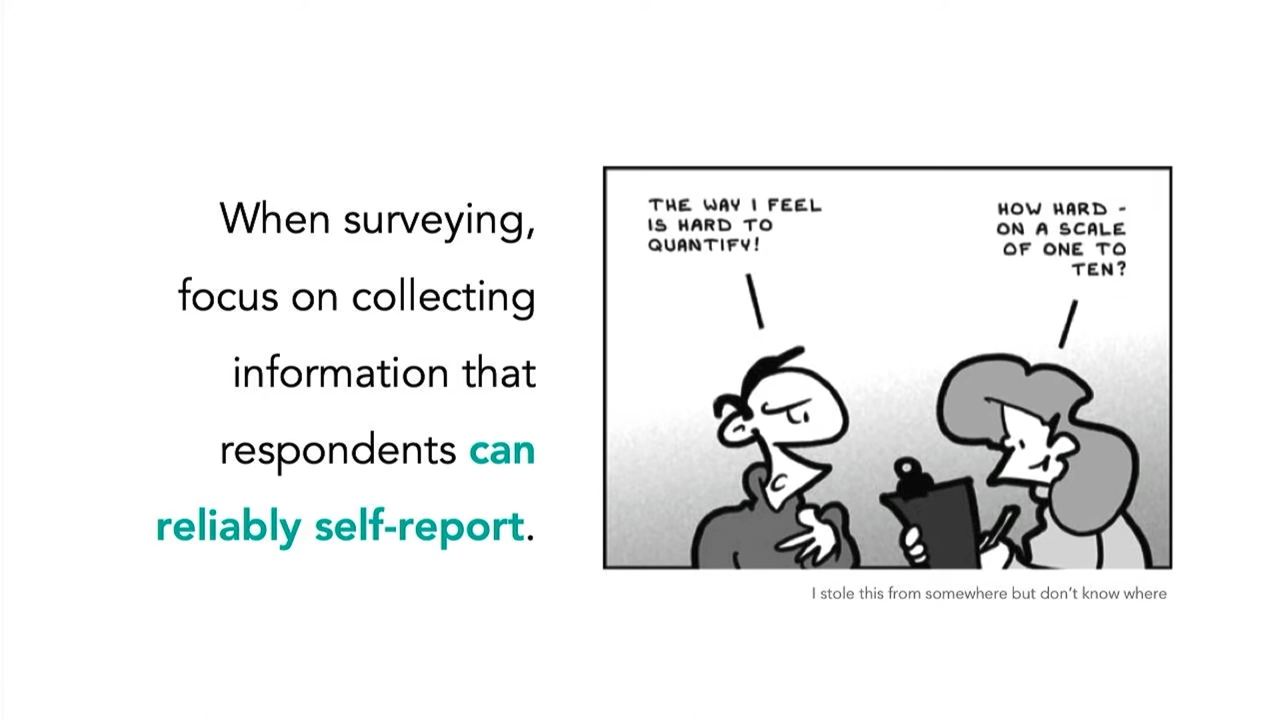 When surveying,
focus on collecting
information that
respondents can
reliably self-report.
THE WAY I FEEL
IS HARD TO
QUANTIFY!
HOW HARD -
ON A SCALE
OF ONE TO
TEN?
I stole this from somewhere but don't know where